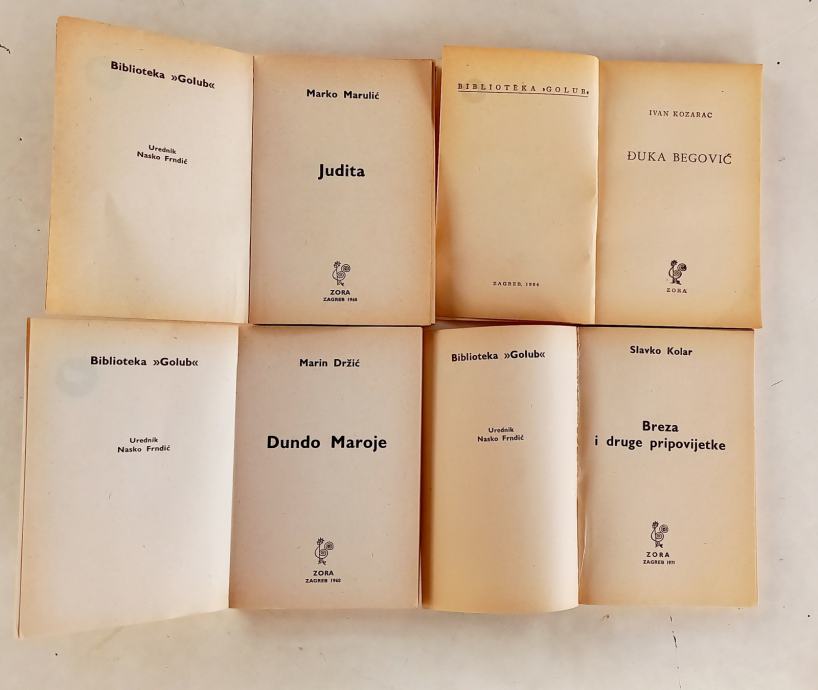 Biblioteka »Golub«
Urednik
Nasko Frndić
Marko Marulić
Judita
ZORA
ZAGREB 1968
BIBLIOTEKA »GOLUB«
ZAGREB, 1964
IVAN KOZARAC
ĐUKA BEGOVIĆ
ZORA
Biblioteka »Golub«
Urednik
Nasko Frndić
Marin Držić
Dundo Maroje
ZORA
ZAGREB 1968
Biblioteka »Golub«
Urednik
Nasko Frndić
Slavko Kolar
Breza
i druge pripovijetke
ZORA
ZAGREB 1971